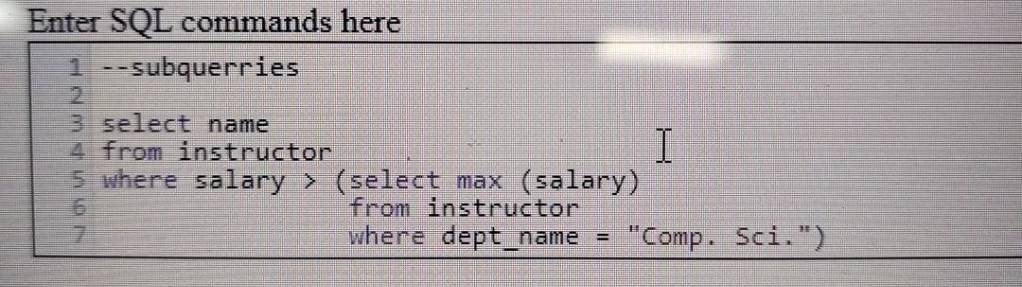 Enter SQL commands here
1 --subquerries
2
3 select name
4 from instructor
5 where salary > (select max (salary)
6 from instructor
7 where dept_name = "Comp. Sci.")